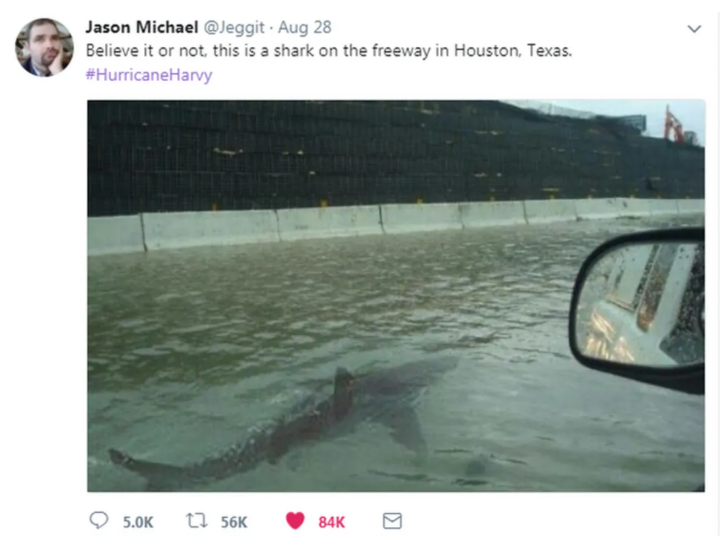 Jason Michael @Jeggit · Aug 28
Believe it or not, this is a shark on the freeway in Houston, Texas.
#HurricaneHarvy
5.0K 56K 84K